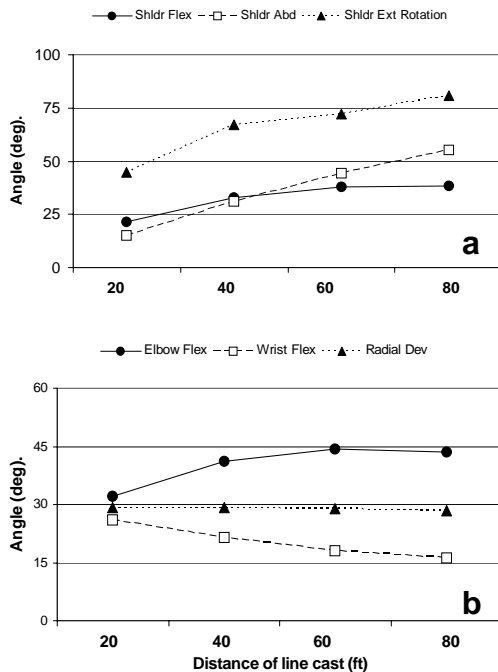 Shldr Flex Shldr Abd Shldr Ext Rotation
100
75
50
25
0
Angle (deg).
a
20 40 60 80
Elbow Flex Wrist Flex Radial Dev
60
45
30
15
0
Angle (deg).
b
20 40 60 80
Distance of line cast (ft)